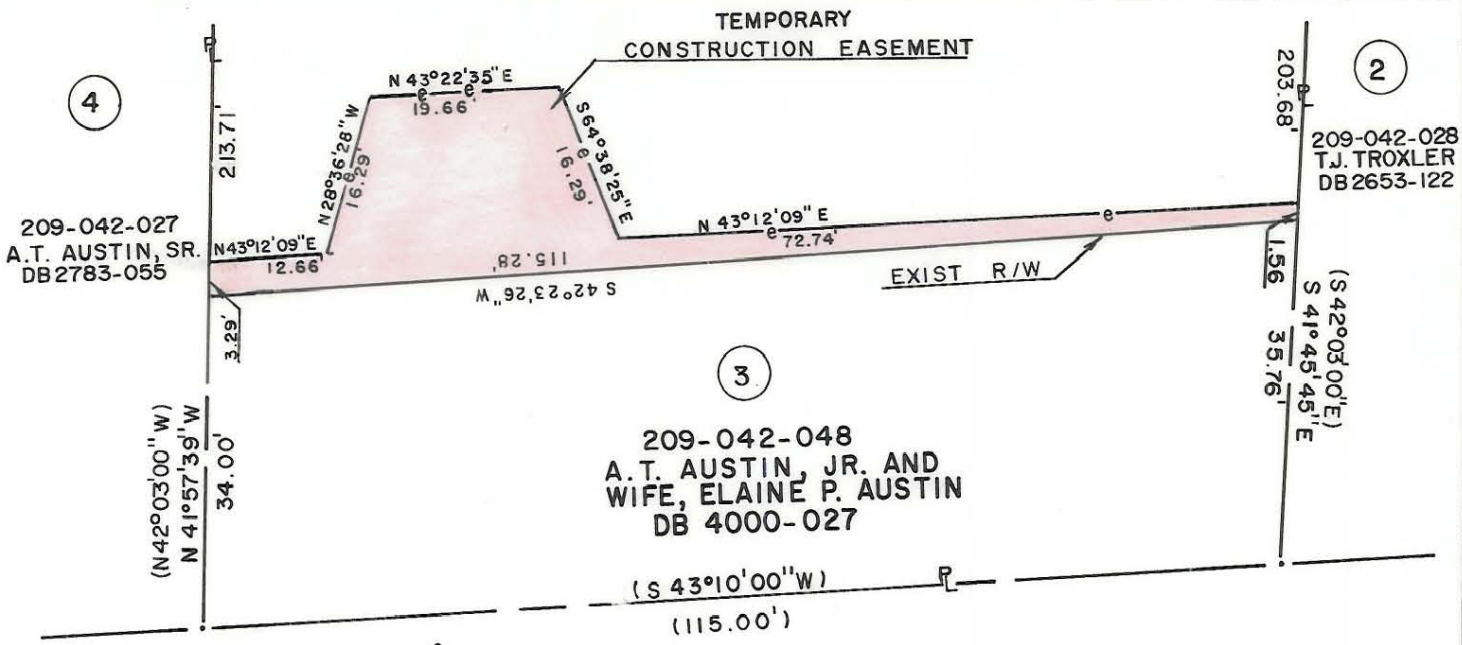 TEMPORARY
CONSTRUCTION EASEMENT
P
L
4
213.71'
N 43°22'35" E
e e
19.66'
N 28°36'28" W
e
16.29'
S 64°38'25" E
e
16.29'
203.68'
P
L
2
209-042-028
T.J. TROXLER
DB 2653-122
209-042-027
A.T. AUSTIN, SR.
DB 2783-055
N 43°12'09" E
12.66'
N 43°12'09" E
e e
72.74'
115.28'
S 42°23'26" W
EXIST R/W
1.56
3.29'
(S 42°03'00" E)
S 41°45'45" E
35.76'
3
(N 42°03'00" W)
N 41°57'39" W
34.00'
209-042-048
A.T. AUSTIN, JR. AND
WIFE, ELAINE P. AUSTIN
DB 4000-027
(S 43°10'00" W)
P
L
(115.00')